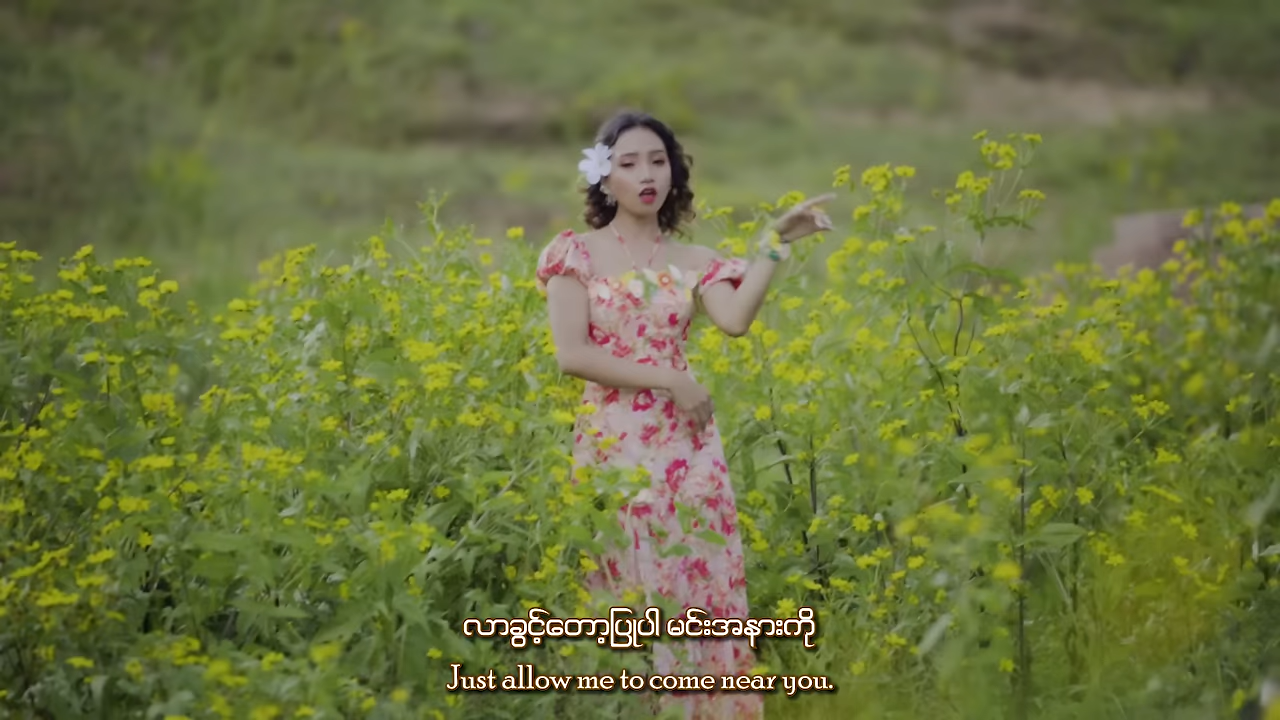 လာခွင့်တော့ပြုပါ မင်းအနားကို
Just allow me to come near you.